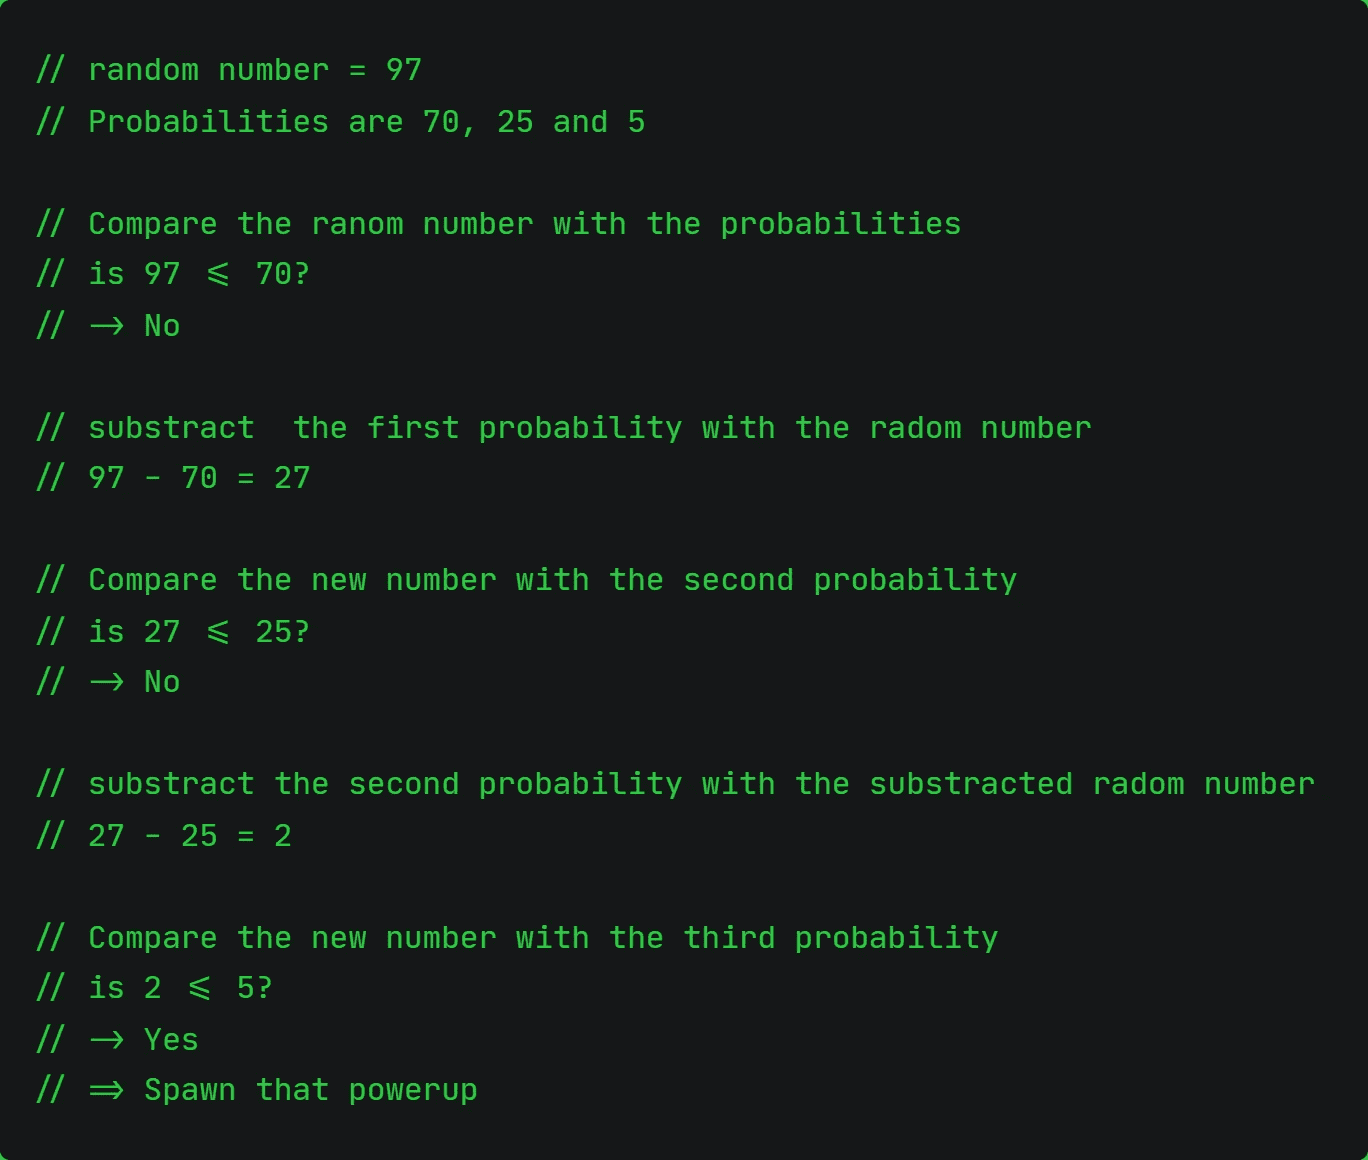 // random number = 97
// Probabilities are 70, 25 and 5
// Compare the ranom number with the probabilities
// is 97 <= 70?
// --> No
// substract  the first probability with the radom number
// 97 - 70 = 27
// Compare the new number with the second probability
// is 27 <= 25?
// --> No
// substract the second probability with the substracted radom number
// 27 - 25 = 2
// Compare the new number with the third probability
// is 2 <= 5?
// --> Yes
// ==> Spawn that powerup